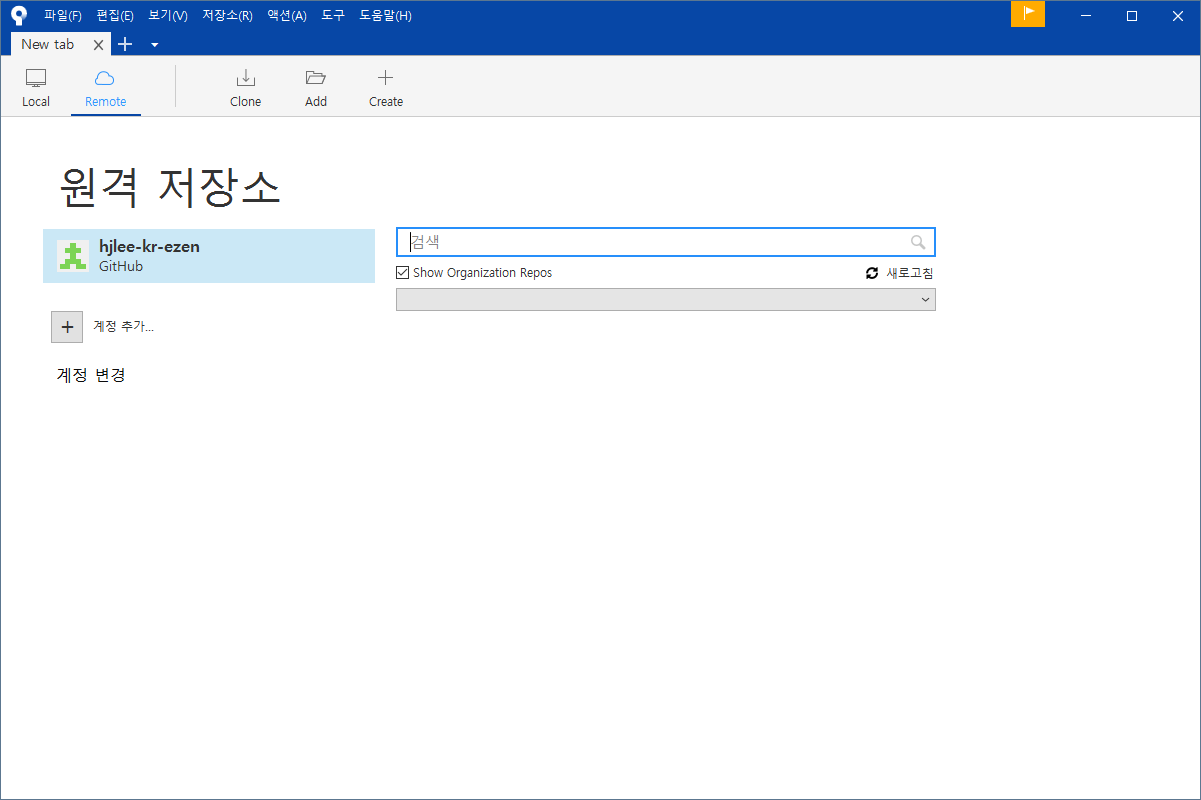 파일(F) 편집(E) 보기(V) 저장소(R) 액션(A) 도구 도움말(H)
New tab
Local Remote Clone Add Create
원격 저장소
hjlee-kr-ezen
GitHub
계정 추가...
계정 변경
검색
Show Organization Repos 새로고침